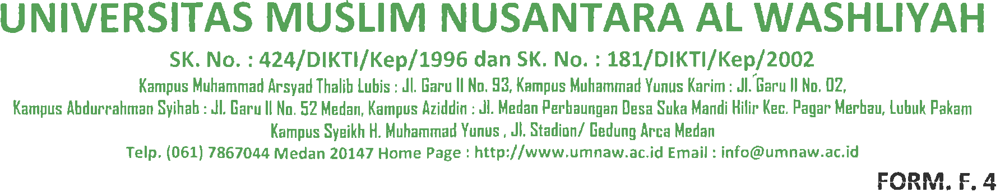 UNIVERSITAS MUSLIM NUSANTARA AL WASHLIYAH
SK. No. : 424/DIKTI/Kep/1996 dan SK. No. : 181/DIKTI/Kep/2002
Kampus Muhammad Arsyad Thalib Lubis : Jl. Garu II No. 93, Kampus Muhammad Yunus Karim : Jl. Garu II No. 02,
Kampus Abdurrahman Syihab : Jl. Garu II No. 52 Medan, Kampus Aziddin : Jl. Medan Perbaungan Desa Suka Mandi Hilir Kec. Pagar Merbau, Lubuk Pakam
Kampus Syeikh H. Muhammad Yunus , Jl. Stadion/ Gedung Arca Medan
Telp. (061) 7867044 Medan 20147 Home Page : http://www.umnaw.ac.id Email : info@umnaw.ac.id
FORM. F. 4